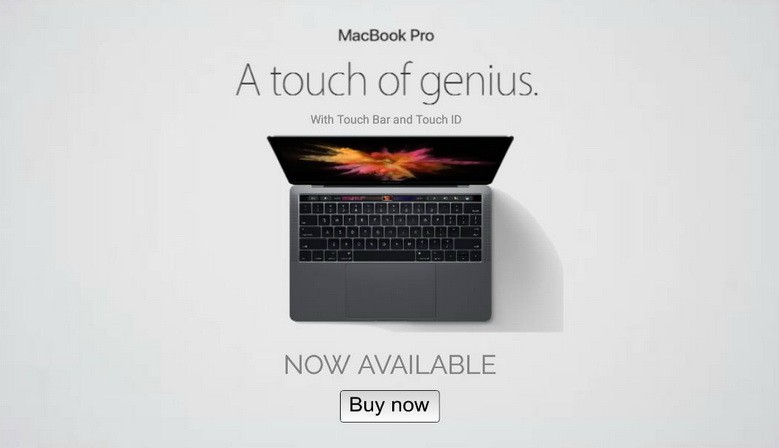 MacBook Pro
A touch of genius.
With Touch Bar and Touch ID
NOW AVAILABLE
Buy now